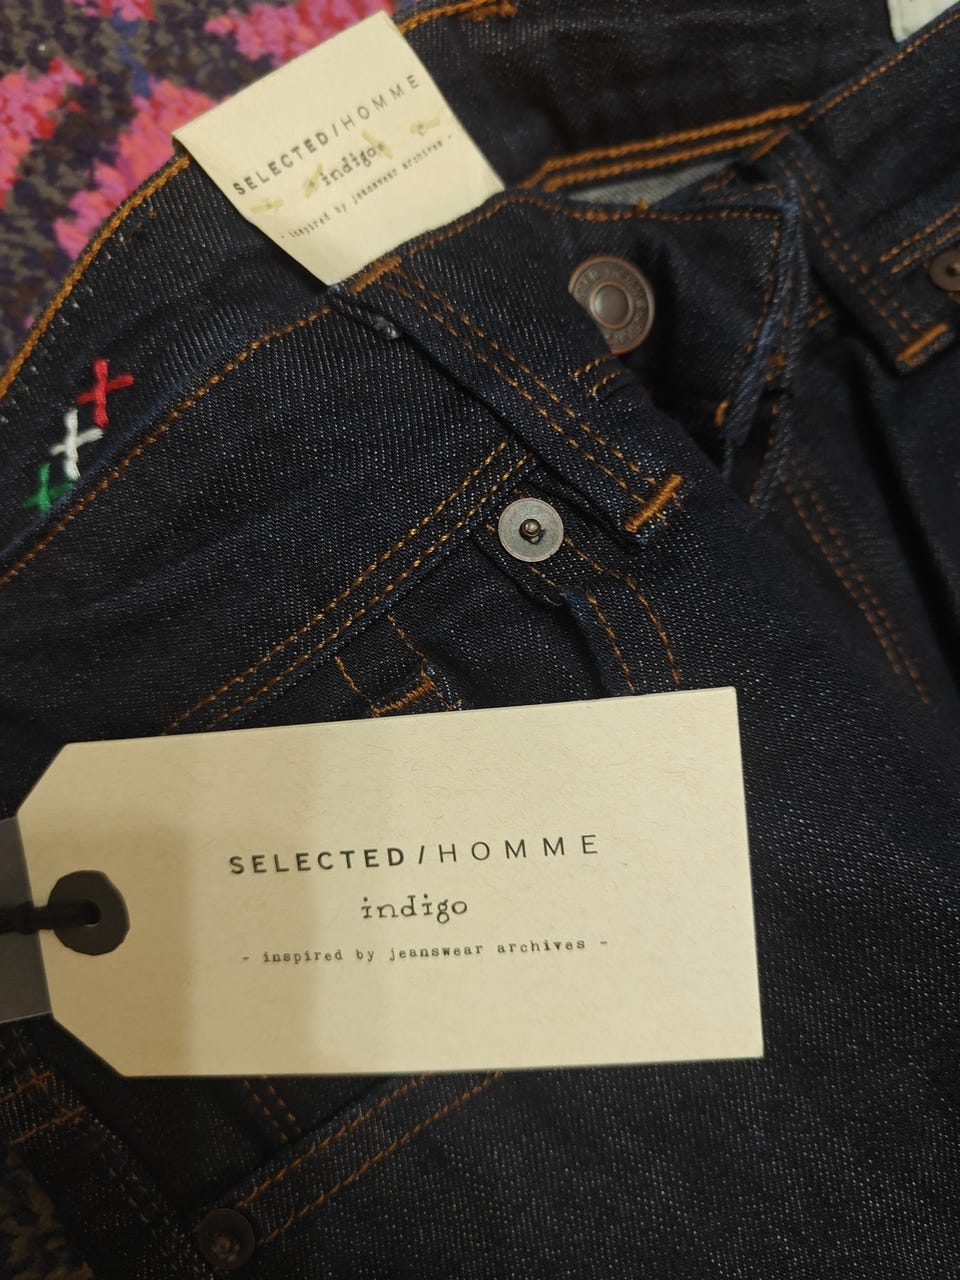 SELECTED/HOMME
indigo
- inspired by jeanswear archives -
SELECTED/HOMME
indigo
- inspired by jeanswear archives -